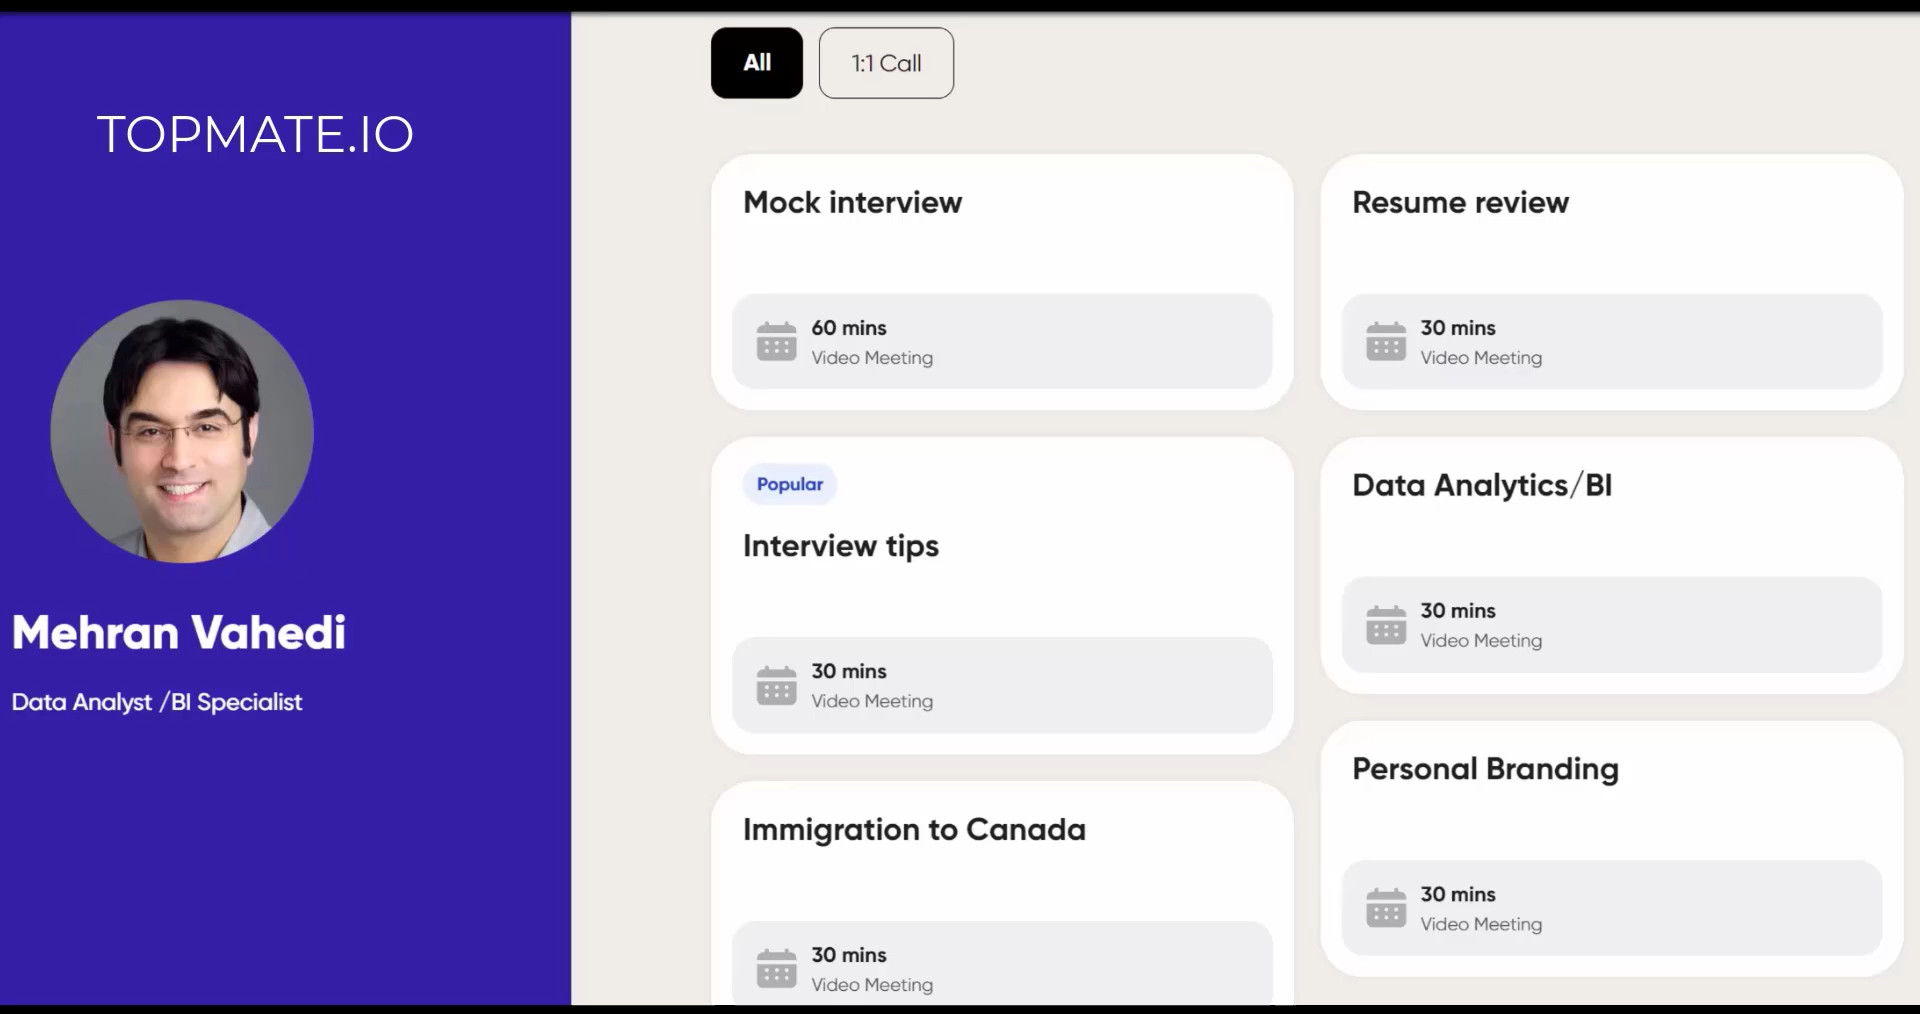 TOPMATE.IO
Mehran Vahedi
Data Analyst /BI Specialist
All
1:1 Call
Mock interview
60 mins
Video Meeting
Resume review
30 mins
Video Meeting
Popular
Interview tips
30 mins
Video Meeting
Data Analytics/BI
30 mins
Video Meeting
Immigration to Canada
30 mins
Video Meeting
Personal Branding
30 mins
Video Meeting